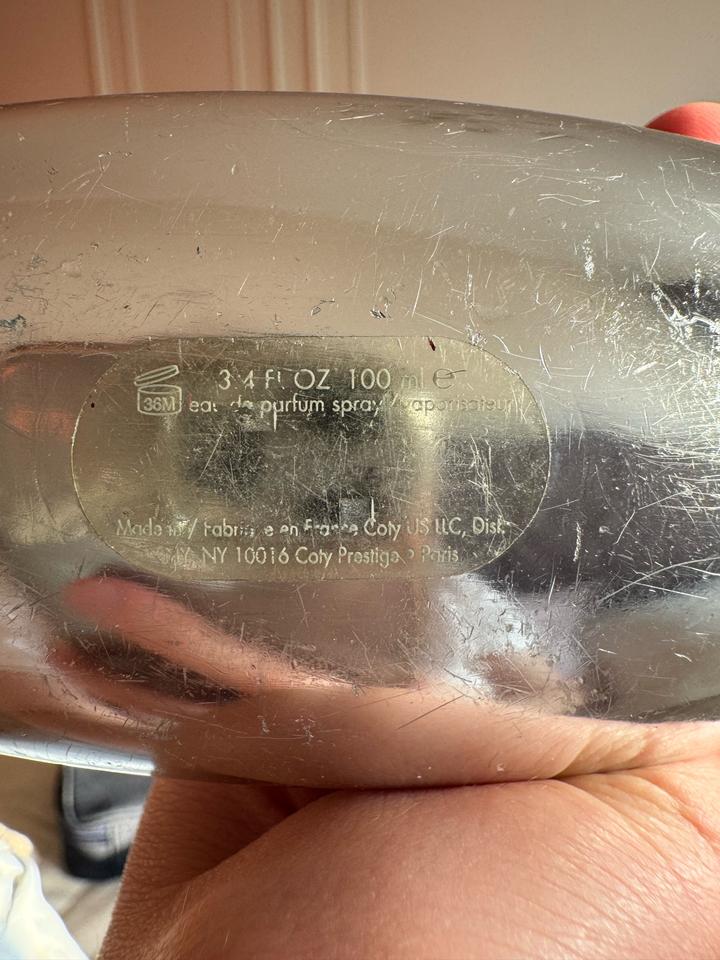 3.4 FL OZ 100 ml e
36M eau de parfum spray / vaporisateur
Made in / Fabriqué en France Coty US LLC, Dist.
NY 10016 Coty Prestige Paris